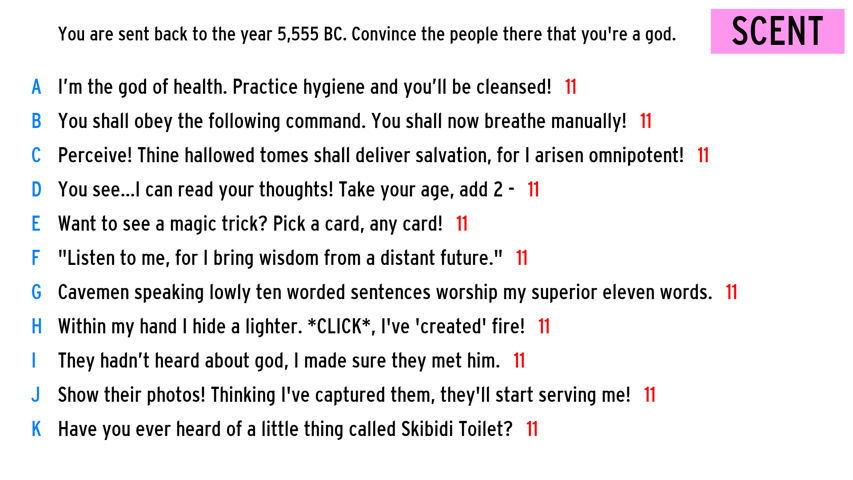 You are sent back to the year 5,555 BC. Convince the people there that you're a god.
SCENT
A I’m the god of health. Practice hygiene and you’ll be cleansed! 11
B You shall obey the following command. You shall now breathe manually! 11
C Perceive! Thine hallowed tomes shall deliver salvation, for I arisen omnipotent! 11
D You see...I can read your thoughts! Take your age, add 2 - 11
E Want to see a magic trick? Pick a card, any card! 11
F "Listen to me, for I bring wisdom from a distant future." 11
G Cavemen speaking lowly ten worded sentences worship my superior eleven words. 11
H Within my hand I hide a lighter. *CLICK*, I've 'created' fire! 11
I They hadn’t heard about god, I made sure they met him. 11
J Show their photos! Thinking I've captured them, they'll start serving me! 11
K Have you ever heard of a little thing called Skibidi Toilet? 11